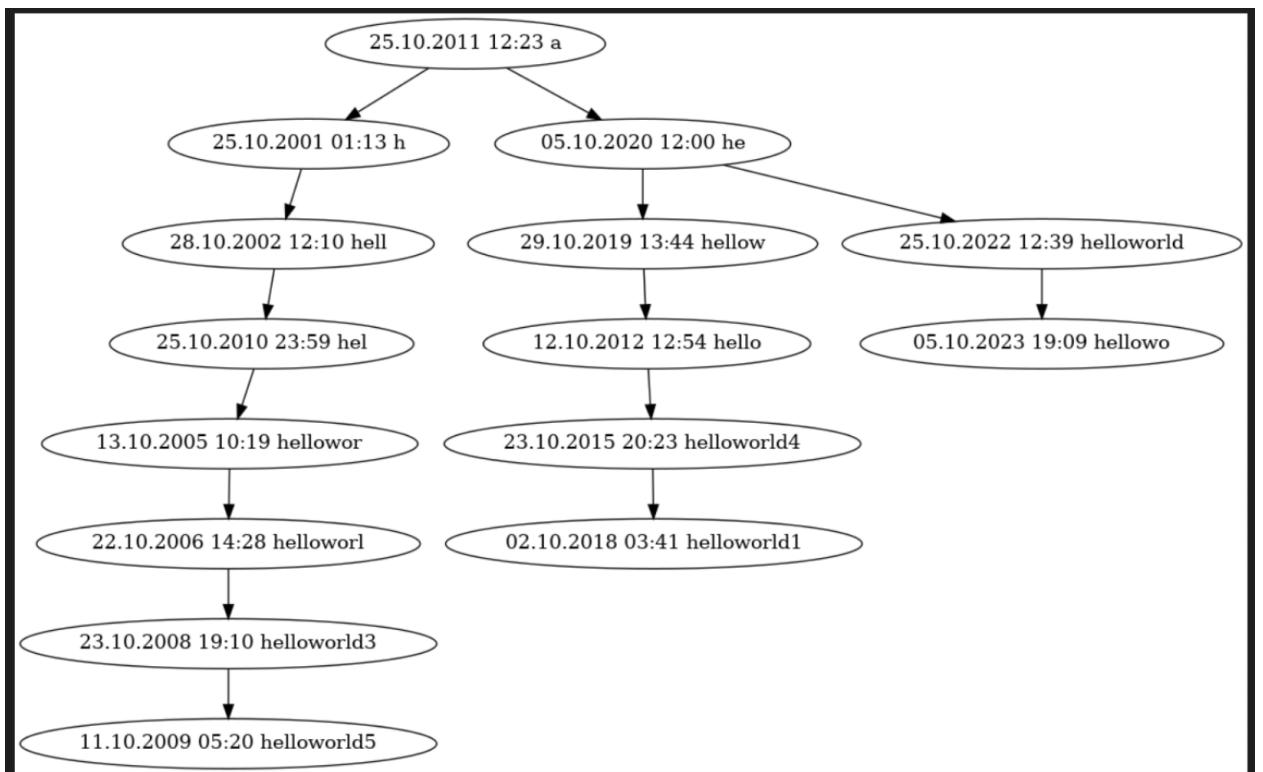 25.10.2011 12:23 a
25.10.2001 01:13 h
05.10.2020 12:00 he
28.10.2002 12:10 hell
29.10.2019 13:44 hellow
25.10.2022 12:39 helloworld
25.10.2010 23:59 hel
12.10.2012 12:54 hello
05.10.2023 19:09 hellowo
13.10.2005 10:19 hellowor
23.10.2015 20:23 helloworld4
22.10.2006 14:28 helloworl
02.10.2018 03:41 helloworld1
23.10.2008 19:10 helloworld3
11.10.2009 05:20 helloworld5